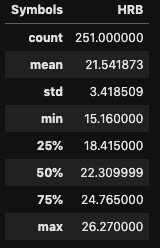 Symbols HRB
count 251.000000
mean 21.541873
std 3.418509
min 15.160000
25% 18.415000
50% 22.309999
75% 24.765000
max 26.270000